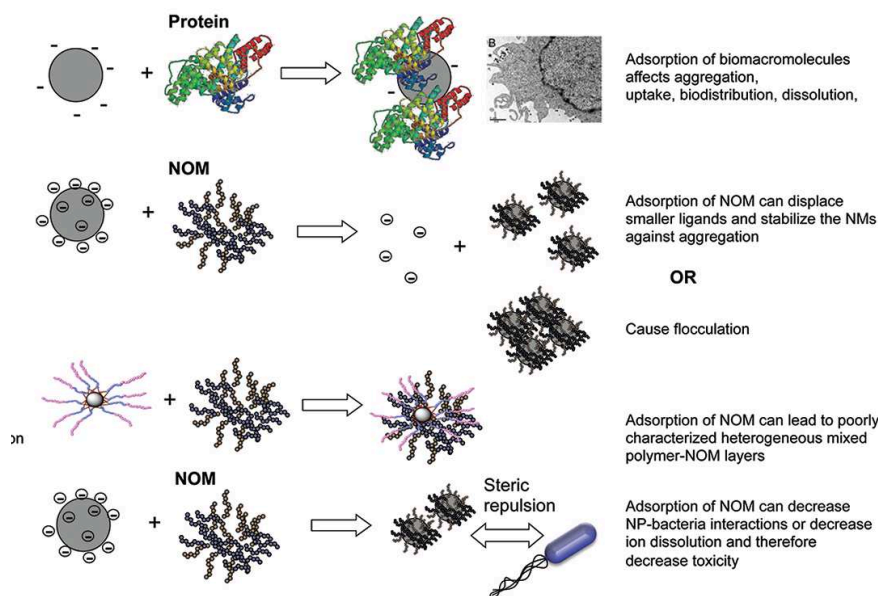 Protein
B
Adsorption of biomacromolecules
affects aggregation,
uptake, biodistribution, dissolution,
NOM
Adsorption of NOM can displace
smaller ligands and stabilize the NMs
against aggregation
OR
Cause flocculation
on
Adsorption of NOM can lead to poorly
characterized heterogeneous mixed
polymer-NOM layers
NOM
Steric
repulsion
Adsorption of NOM can decrease
NP-bacteria interactions or decrease
ion dissolution and therefore
decrease toxicity